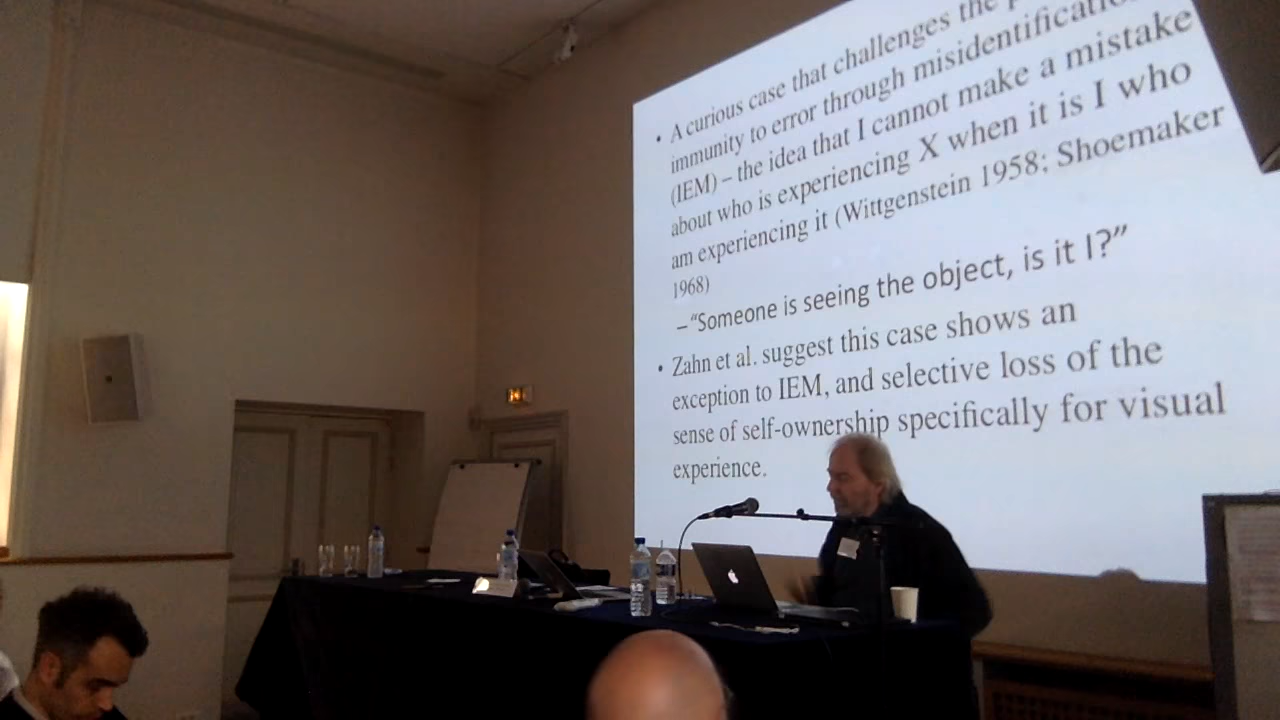 • A curious case that challenges the
immunity to error through misidentification
(IEM) – the idea that I cannot make a mistake
about who is experiencing X when it is I who
am experiencing it (Wittgenstein 1958; Shoemaker
1968)
–“Someone is seeing the object, is it I?”
• Zahn et al. suggest this case shows an
exception to IEM, and selective loss of the
sense of self-ownership specifically for visual
experience.